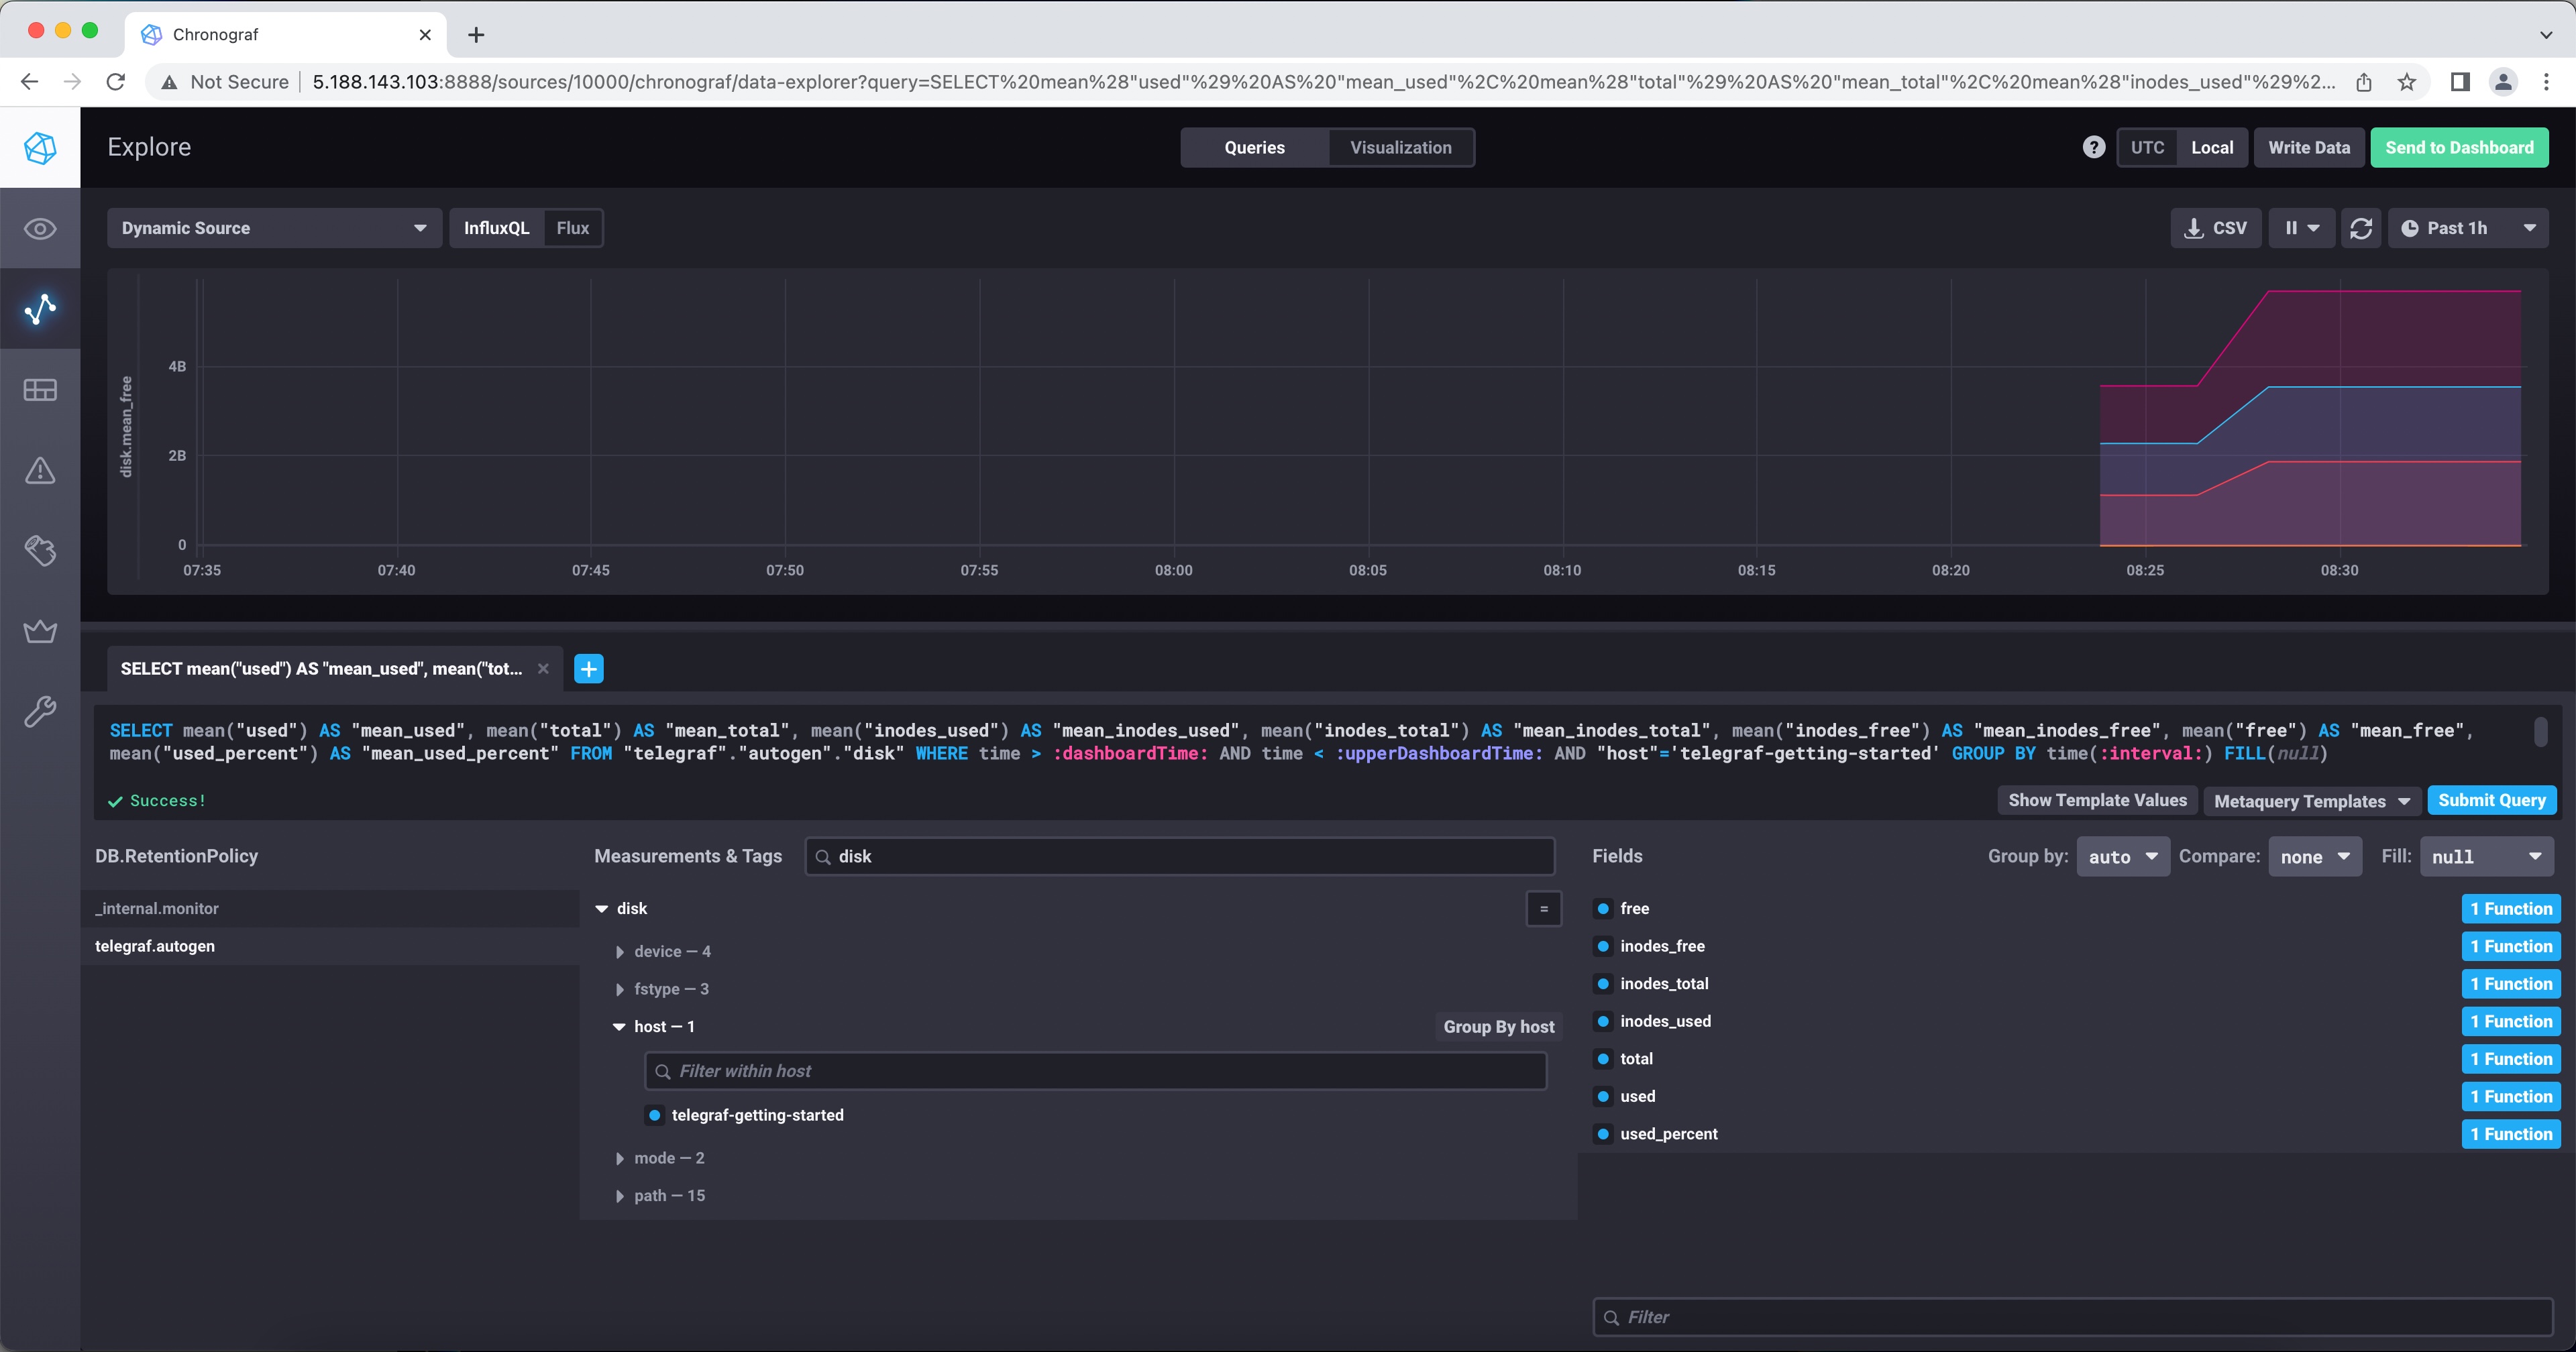 Chronograf
Not Secure 5.188.143.103:8888/sources/10000/chronograf/data-explorer?query=SELECT%20mean%28"used"%29%20AS%20"mean_used"%2C%20mean%28"total"%29%20AS%20"mean_total"%2C%20mean%28"inodes_used"%29%2...
Explore
Queries Visualization
? UTC Local Write Data Send to Dashboard
Dynamic Source InfluxQL Flux
CSV Past 1h
disk.mean_free
4B
2B
0
07:35 07:40 07:45 07:50 07:55 08:00 08:05 08:10 08:15 08:20 08:25 08:30
SELECT mean("used") AS "mean_used", mean("tot...
SELECT mean("used") AS "mean_used", mean("total") AS "mean_total", mean("inodes_used") AS "mean_inodes_used", mean("inodes_total") AS "mean_inodes_total", mean("inodes_free") AS "mean_inodes_free", mean("free") AS "mean_free",
mean("used_percent") AS "mean_used_percent" FROM "telegraf"."autogen"."disk" WHERE time > :dashboardTime: AND time < :upperDashboardTime: AND "host"='telegraf-getting-started' GROUP BY time(:interval:) FILL(null)
Success!
Show Template Values Metaquery Templates Submit Query
DB.RetentionPolicy
_internal.monitor
telegraf.autogen
Measurements & Tags disk
disk =
device — 4
fstype — 3
host — 1 Group By host
Filter within host
telegraf-getting-started
mode — 2
path — 15
Fields Group by: auto Compare: none Fill: null
free 1 Function
inodes_free 1 Function
inodes_total 1 Function
inodes_used 1 Function
total 1 Function
used 1 Function
used_percent 1 Function
Filter